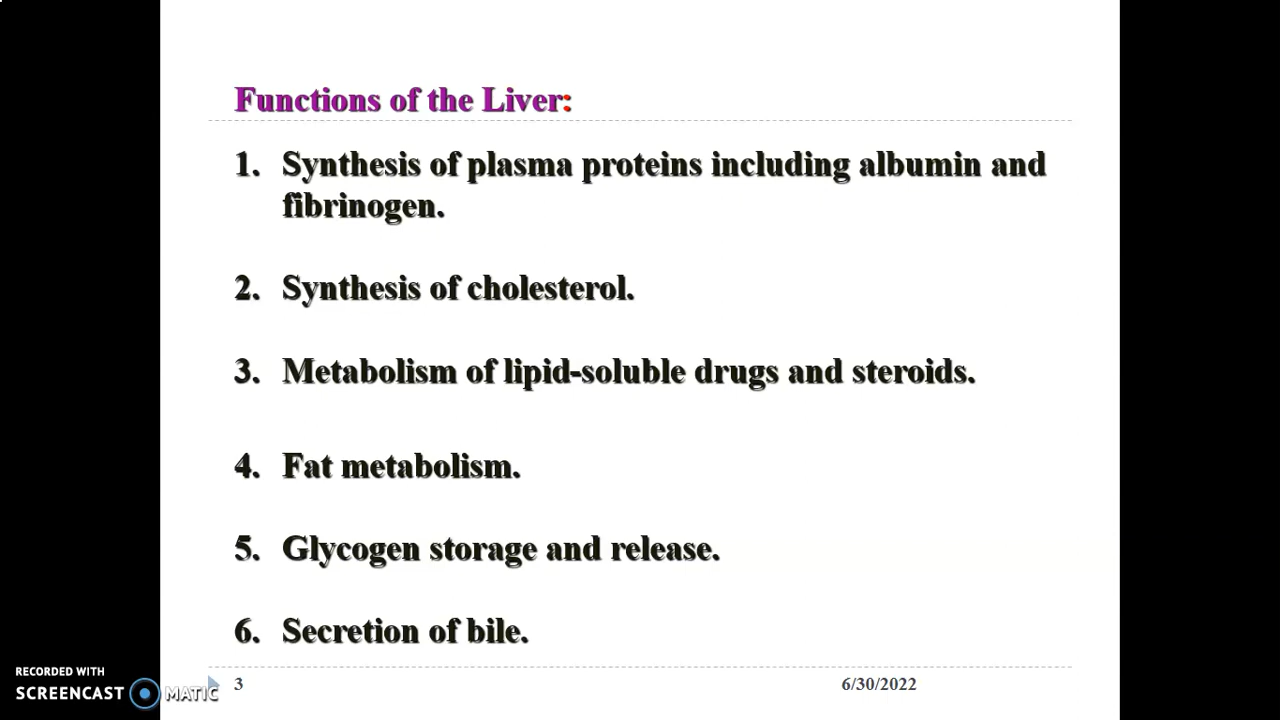 Functions of the Liver:
1. Synthesis of plasma proteins including albumin and
fibrinogen.
2. Synthesis of cholesterol.
3. Metabolism of lipid-soluble drugs and steroids.
4. Fat metabolism.
5. Glycogen storage and release.
6. Secretion of bile.
RECORDED WITH
SCREENCAST MATIC
3
6/30/2022